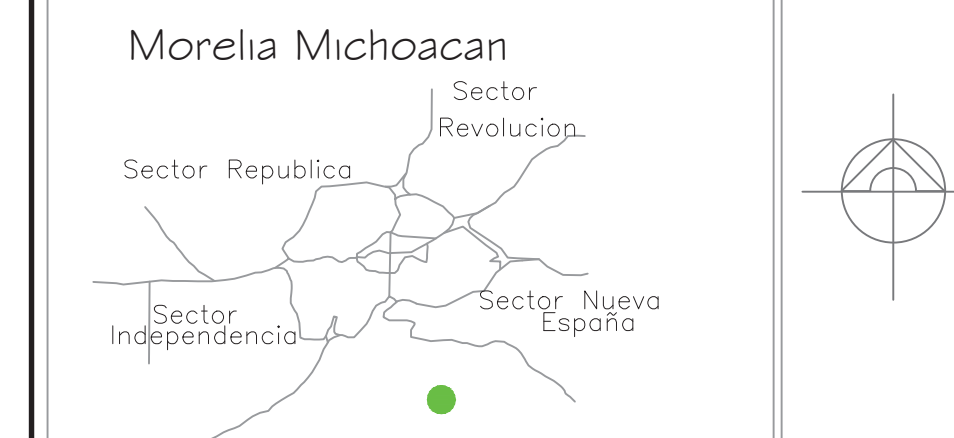 Morelia Michoacan
Sector
Revolucion
Sector Republica
Sector Nueva
España
Sector
Independencia